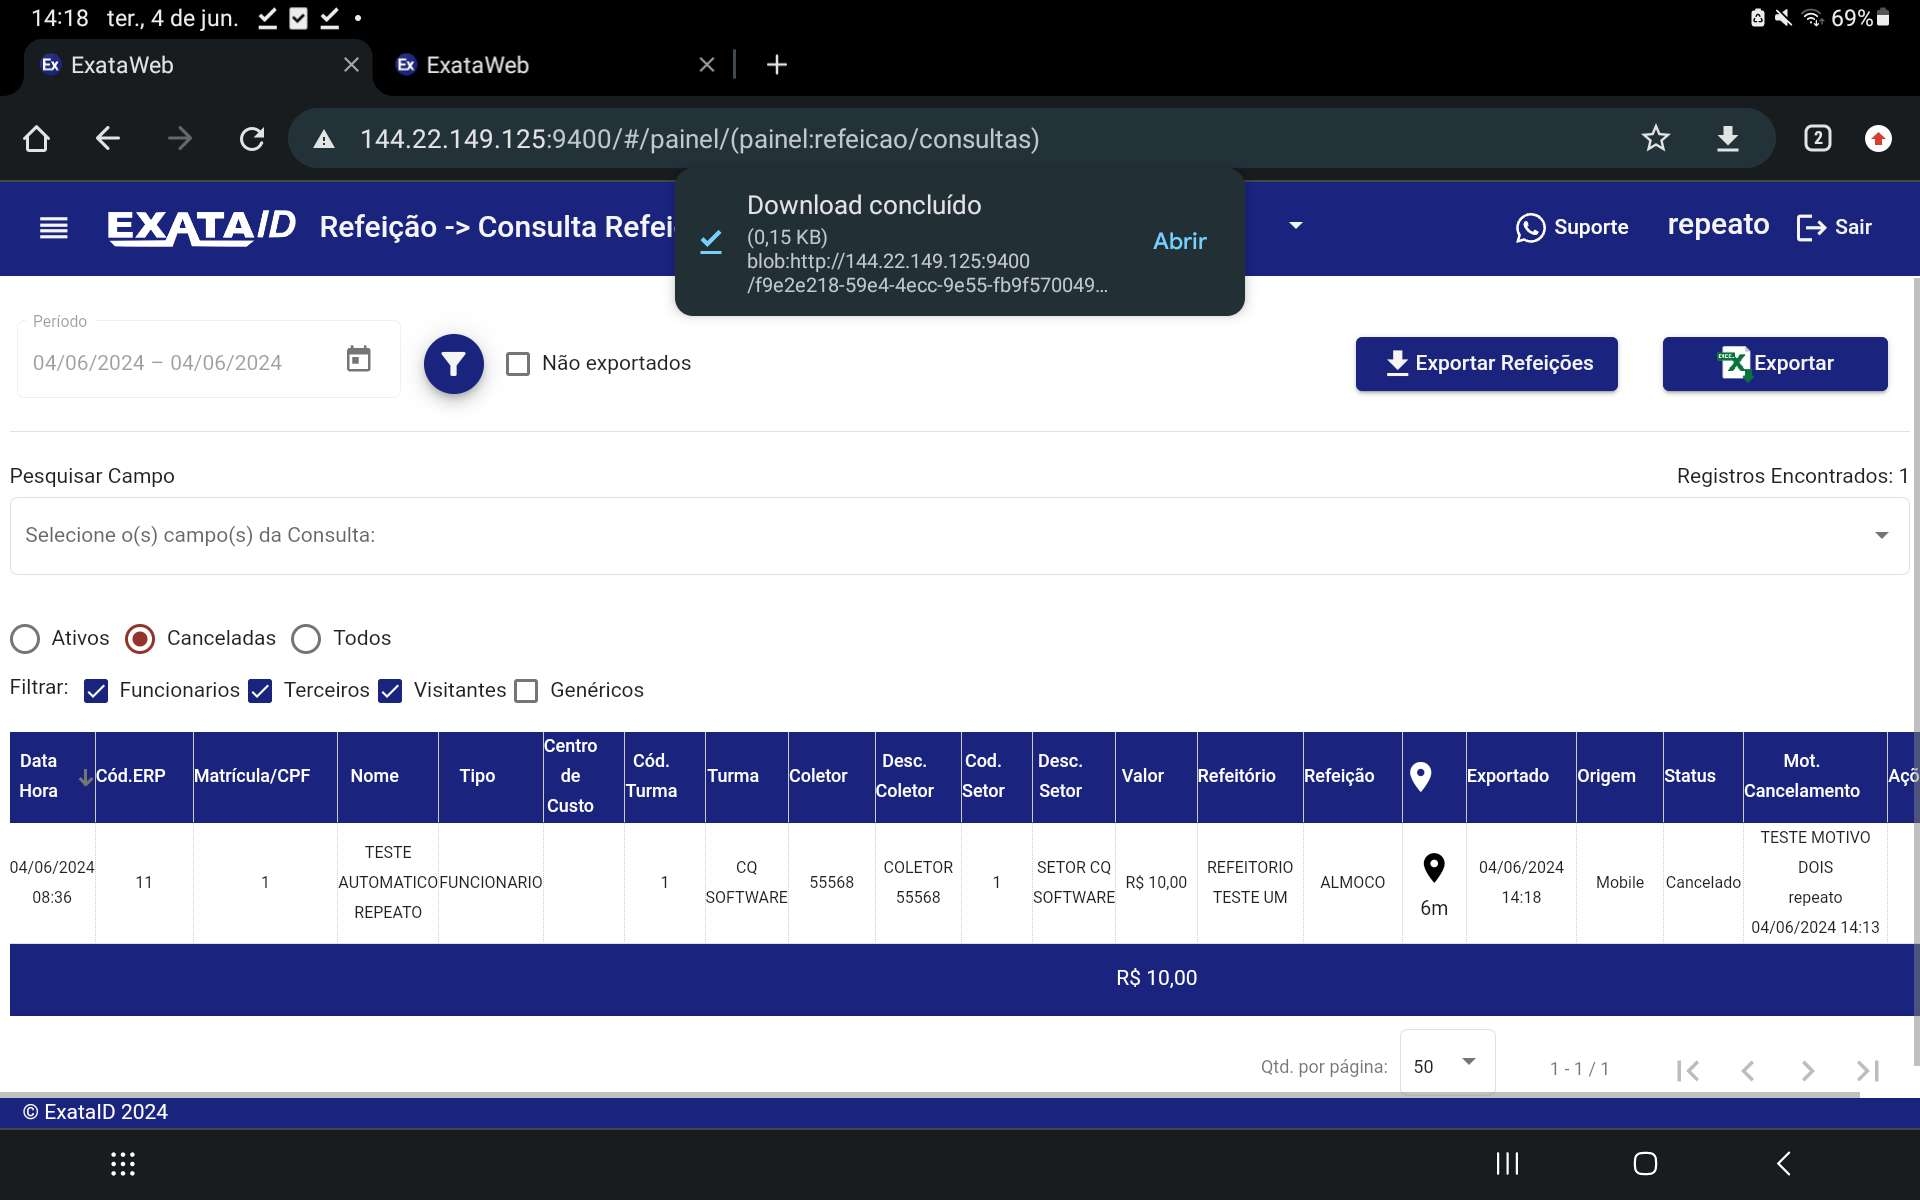 14:18 ter., 4 de jun. 69%
ExataWeb ExataWeb
144.22.149.125:9400/#/painel/(painel:refeicao/consultas) 2
EXATAID Refeição -> Consulta Refei Suporte repeato Sair
Download concluído
(0,15 KB)
blob:http://144.22.149.125:9400
/f9e2e218-59e4-4ecc-9e55-fb9f570049...
Abrir
Período
04/06/2024 – 04/06/2024 Não exportados Exportar Refeições Exportar
Pesquisar Campo Registros Encontrados: 1
Selecione o(s) campo(s) da Consulta:
Ativos Canceladas Todos
Filtrar: Funcionarios Terceiros Visitantes Genéricos
Data Hora Cód.ERP Matrícula/CPF Nome Tipo Centro de Custo Cód. Turma Turma Coletor Desc. Coletor Cod. Setor Desc. Setor Valor Refeitório Refeição Exportado Origem Status Mot. Cancelamento Açõ
04/06/2024 08:36 11 1 TESTE AUTOMATICO REPEATO FUNCIONARIO 1 CQ SOFTWARE 55568 COLETOR 55568 1 SETOR CQ SOFTWARE R$ 10,00 REFEITORIO TESTE UM ALMOCO 6m 04/06/2024 14:18 Mobile Cancelado TESTE MOTIVO DOIS repeato 04/06/2024 14:13
R$ 10,00
Qtd. por página: 50 1 - 1 / 1
© ExataID 2024